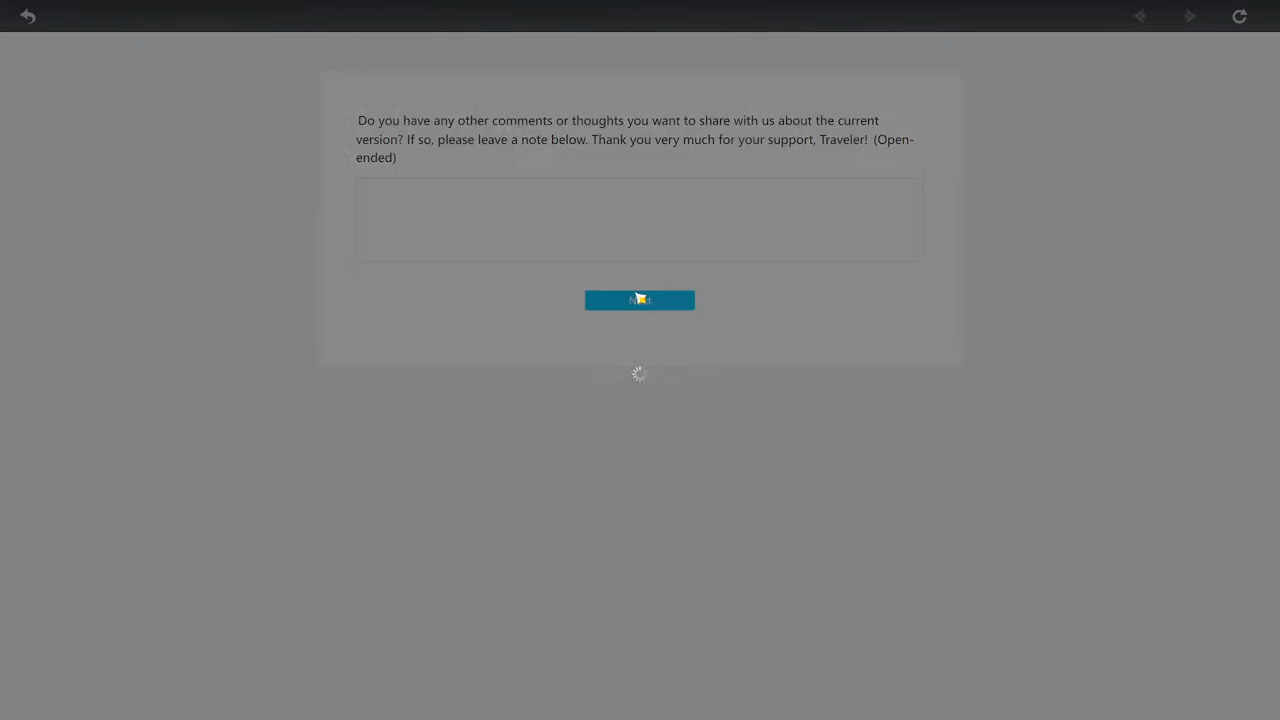 Do you have any other comments or thoughts you want to share with us about the current
version? If so, please leave a note below. Thank you very much for your support, Traveler! (Open-
ended)
Next